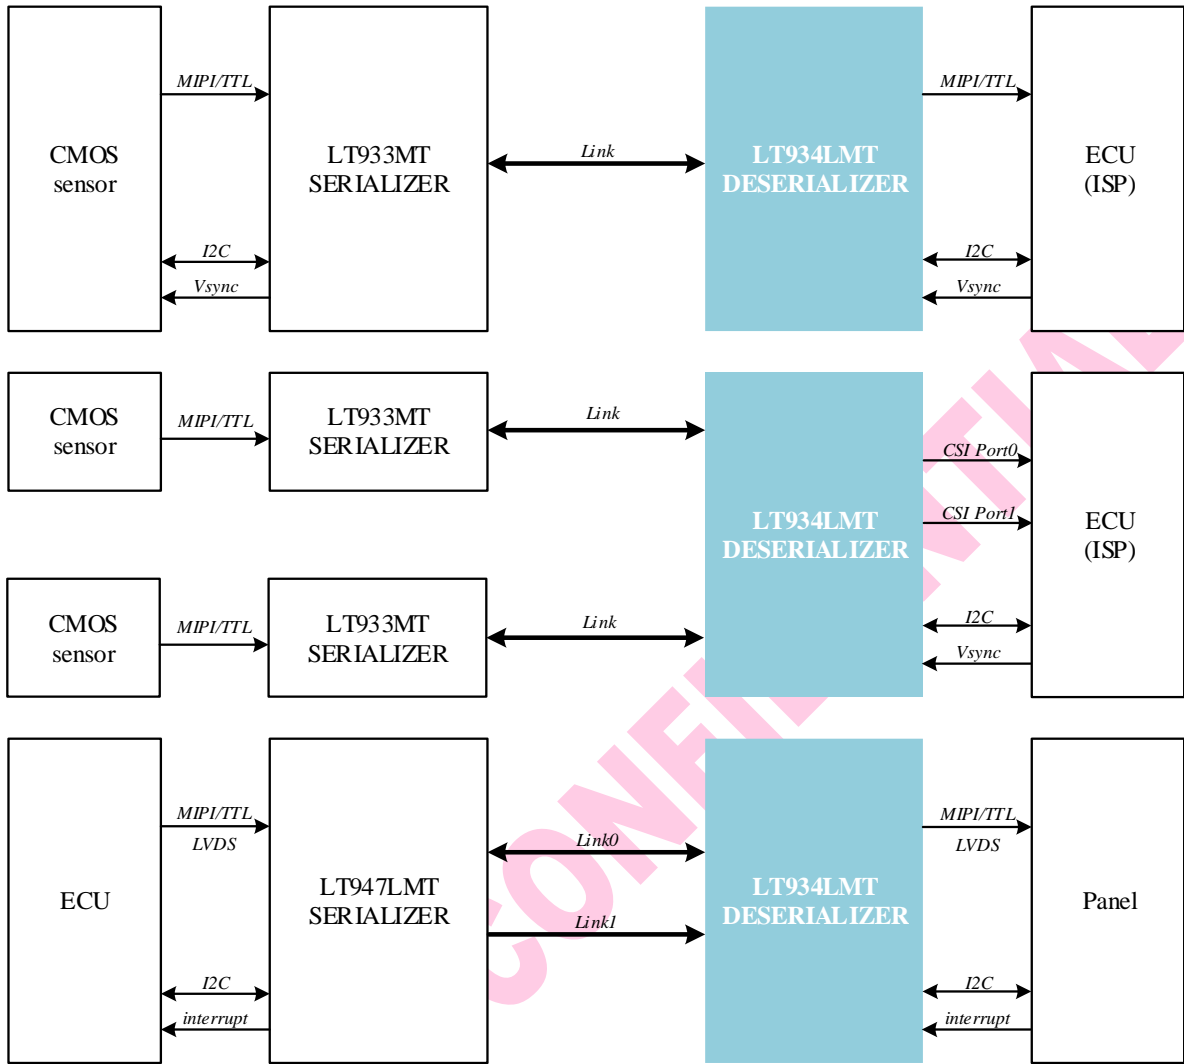 MIPI/TTL
MIPI/TTL
CMOS
sensor
LT933MT
SERIALIZER
Link
LT934LMT
DESERIALIZER
ECU
(ISP)
I2C
I2C
Vsync
Vsync
CMOS
sensor
MIPI/TTL
LT933MT
SERIALIZER
Link
CSI Port0
CSI Port1
LT934LMT
DESERIALIZER
ECU
(ISP)
CMOS
sensor
MIPI/TTL
LT933MT
SERIALIZER
Link
I2C
Vsync
MIPI/TTL
LVDS
MIPI/TTL
LVDS
Link0
ECU
LT947LMT
SERIALIZER
Link1
LT934LMT
DESERIALIZER
Panel
I2C
I2C
interrupt
interrupt
CONFIDENTIAL